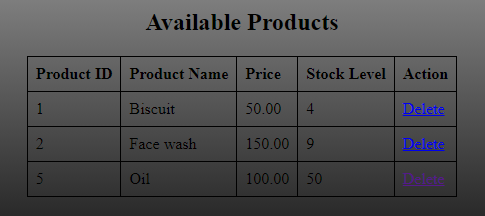 Available Products
Product ID Product Name Price Stock Level Action
1 Biscuit 50.00 4 Delete
2 Face wash 150.00 9 Delete
5 Oil 100.00 50 Delete